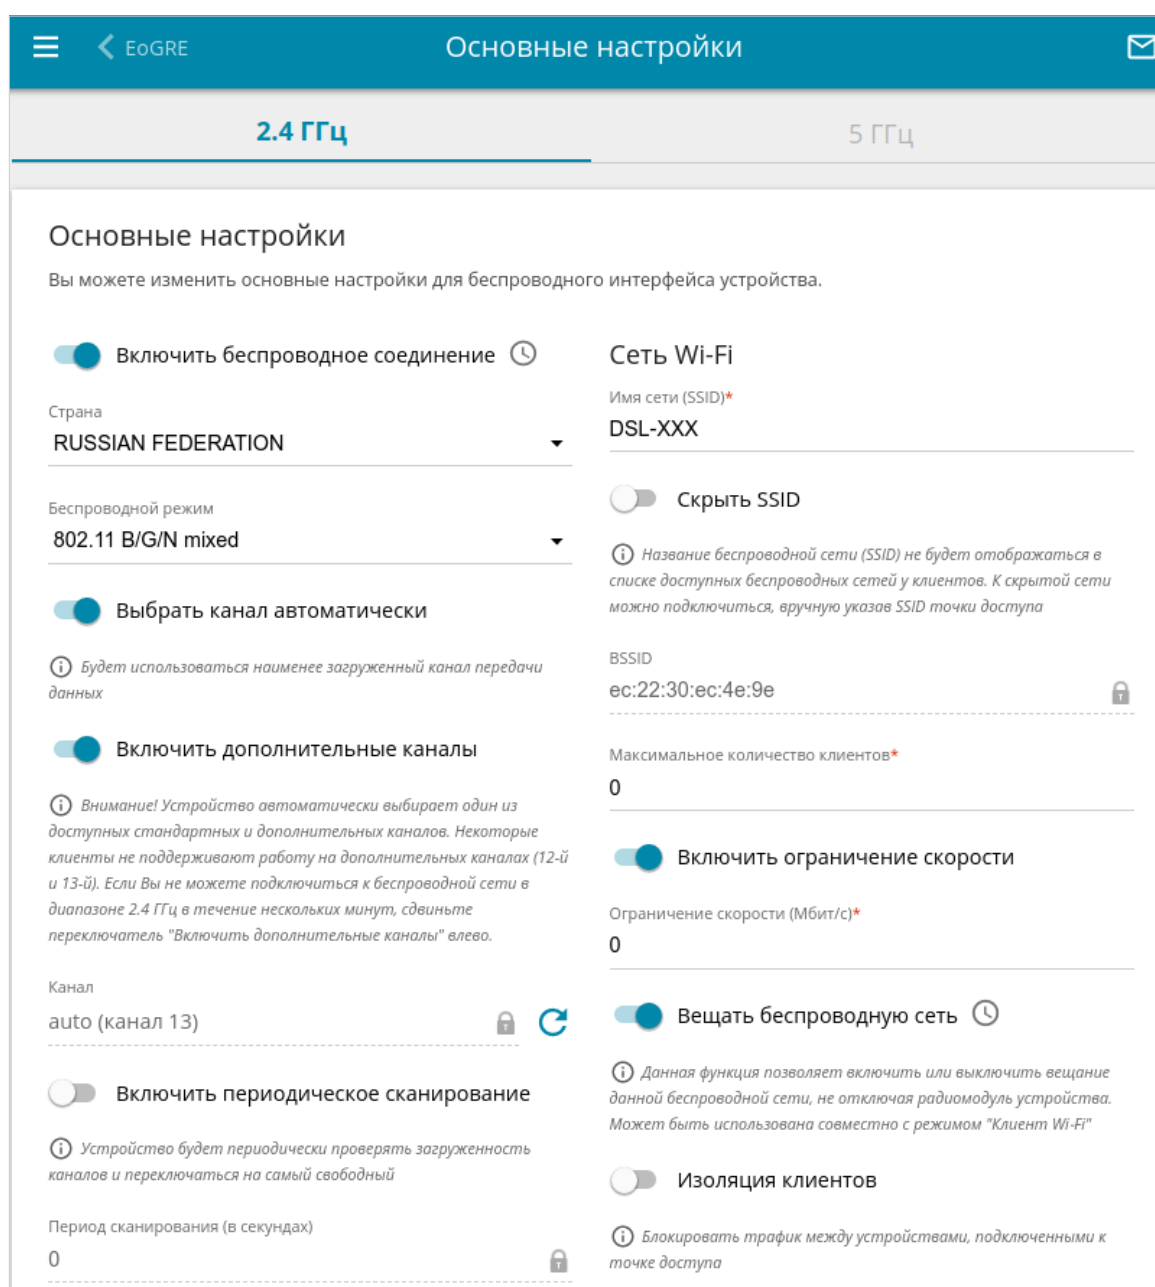 EoGRE
Основные настройки
2.4 ГГц
5 ГГц
Основные настройки
Вы можете изменить основные настройки для беспроводного интерфейса устройства.
Включить беспроводное соединение
Страна
RUSSIAN FEDERATION
Беспроводной режим
802.11 B/G/N mixed
Выбрать канал автоматически
Будет использоваться наименее загруженный канал передачи
данных
Включить дополнительные каналы
Внимание! Устройство автоматически выбирает один из
доступных стандартных и дополнительных каналов. Некоторые
клиенты не поддерживают работу на дополнительных каналах (12-й
и 13-й). Если Вы не можете подключиться к беспроводной сети в
диапазоне 2.4 ГГц в течение нескольких минут, сдвиньте
переключатель "Включить дополнительные каналы" влево.
Канал
auto (канал 13)
Включить периодическое сканирование
Устройство будет периодически проверять загруженность
каналов и переключаться на самый свободный
Период сканирования (в секундах)
0
Сеть Wi-Fi
Имя сети (SSID)*
DSL-XXX
Скрыть SSID
Название беспроводной сети (SSID) не будет отображаться в
списке доступных беспроводных сетей у клиентов. К скрытой сети
можно подключиться, вручную указав SSID точки доступа
BSSID
ec:22:30:ec:4e:9e
Максимальное количество клиентов*
0
Включить ограничение скорости
Ограничение скорости (Мбит/с)*
0
Вещать беспроводную сеть
Данная функция позволяет включить или выключить вещание
данной беспроводной сети, не отключая радиомодуль устройства.
Может быть использована совместно с режимом "Клиент Wi-Fi"
Изоляция клиентов
Блокировать трафик между устройствами, подключенными к
точке доступа